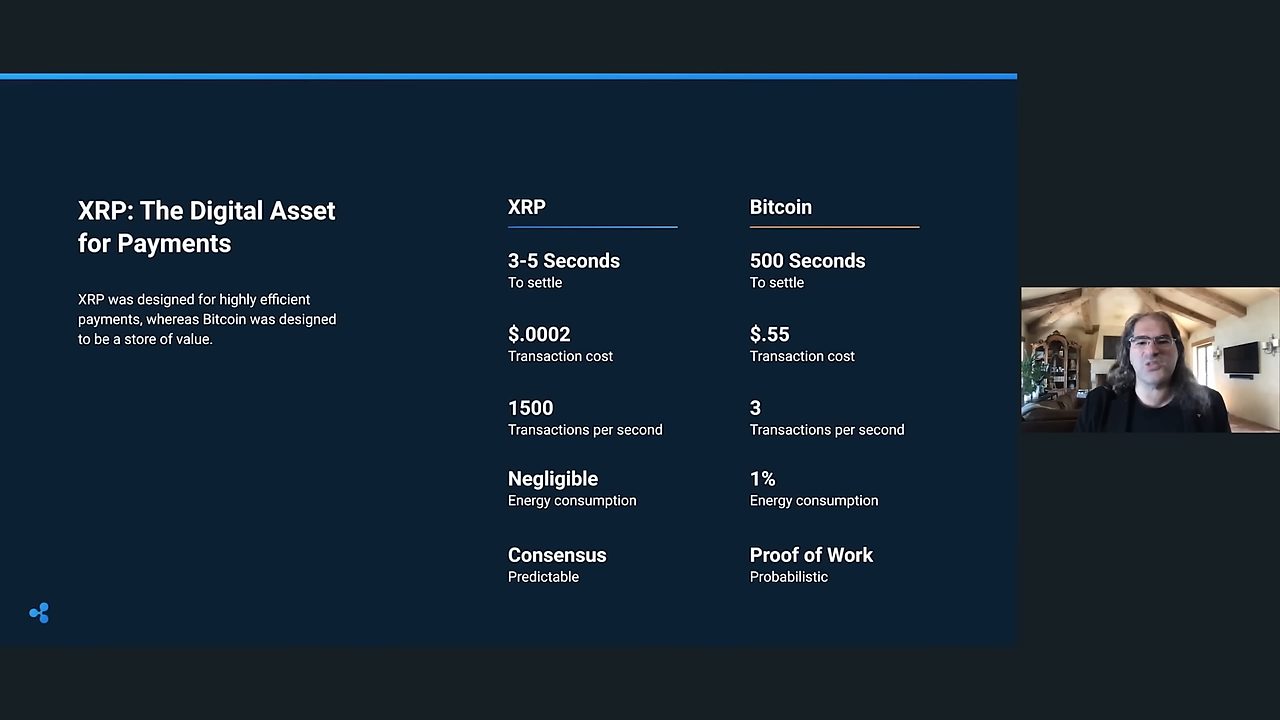 XRP: The Digital Asset
for Payments
XRP was designed for highly efficient
payments, whereas Bitcoin was designed
to be a store of value.
XRP
3-5 Seconds
To settle
$.0002
Transaction cost
1500
Transactions per second
Negligible
Energy consumption
Consensus
Predictable
Bitcoin
500 Seconds
To settle
$.55
Transaction cost
3
Transactions per second
1%
Energy consumption
Proof of Work
Probabilistic